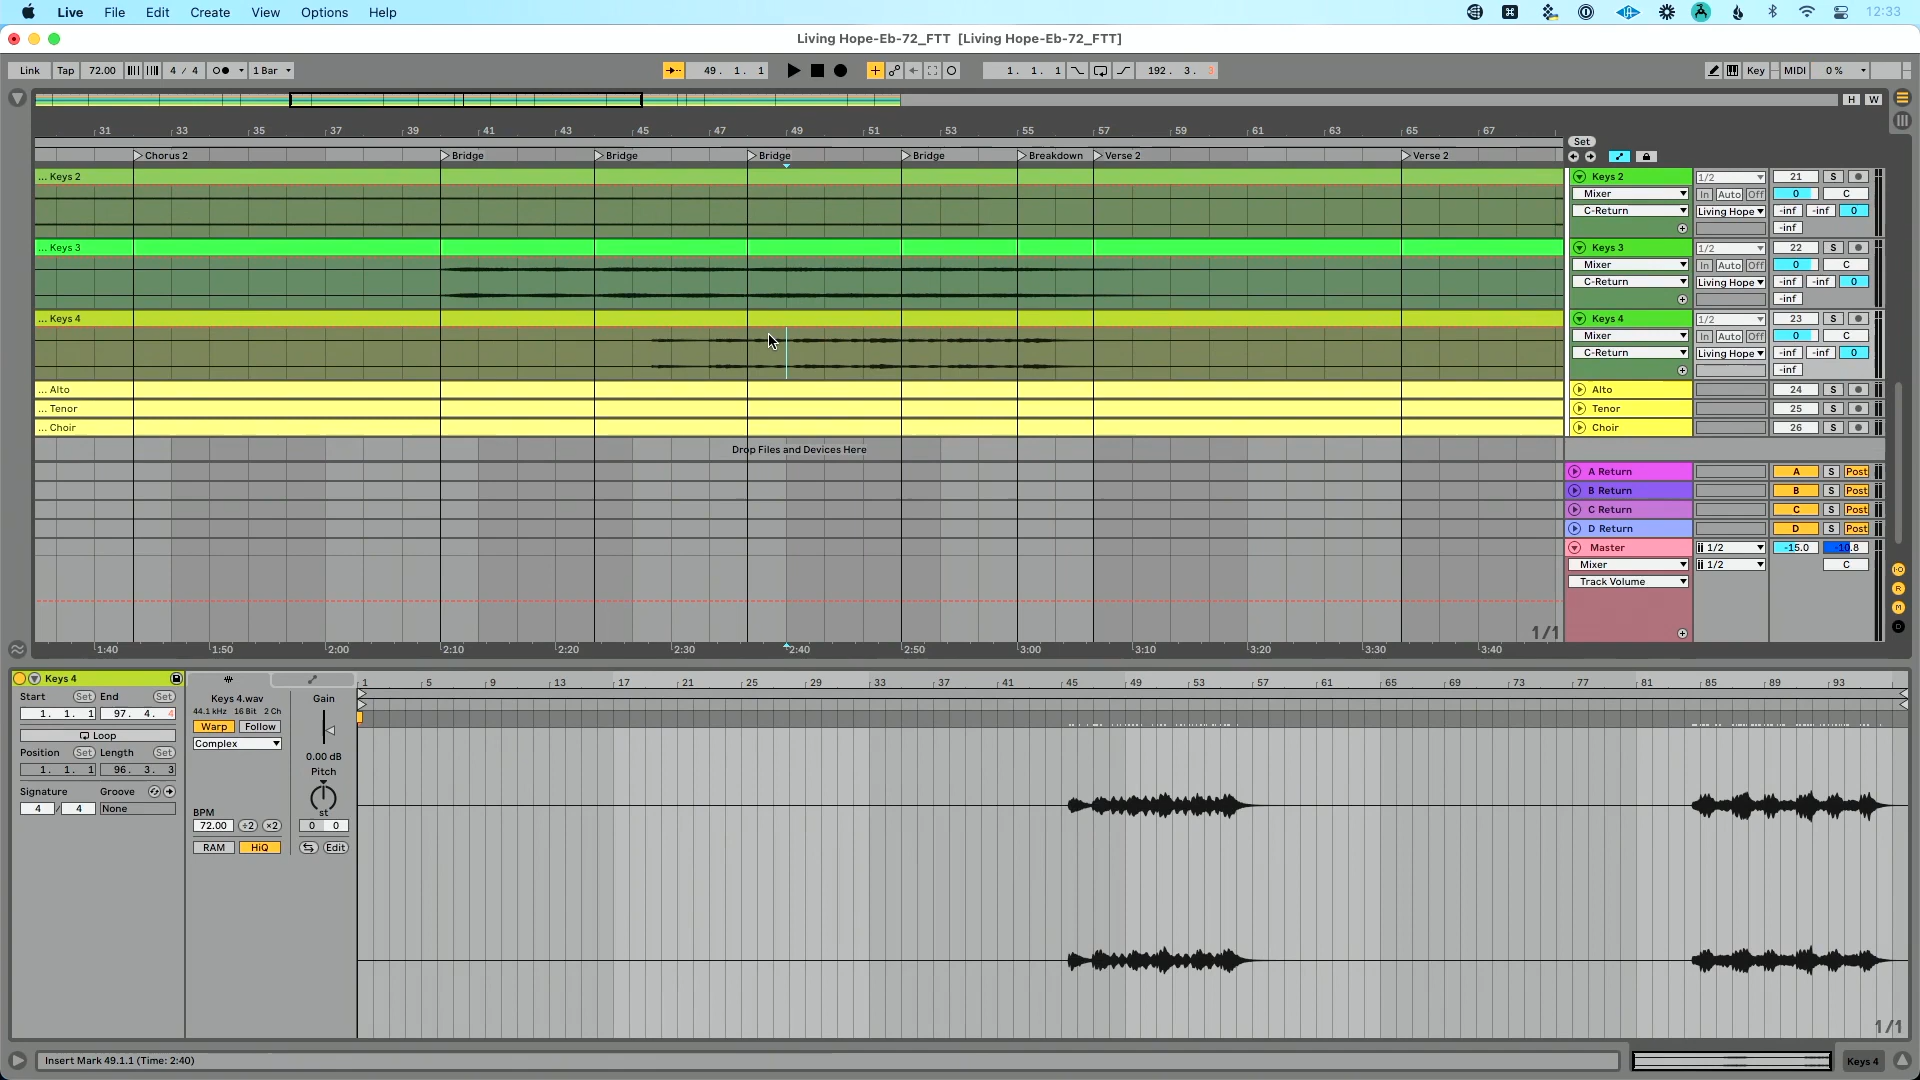 Live File Edit Create View Options Help 12:33
Living Hope-Eb-72_FTT [Living Hope-Eb-72_FTT]
Link Tap 72.00 4 / 4 1 Bar 49. 1. 1 1. 1. 1 192. 3. 3 Key MIDI 0 %
H W
31 33 35 37 39 41 43 45 47 49 51 53 55 57 59 61 63 65 67
Set
Chorus 2 Bridge Bridge Bridge Bridge Breakdown Verse 2 Verse 2
... Keys 2 Keys 2 1/2 21 S
Mixer In Auto Off 0 C
C-Return Living Hope -inf -inf 0
-inf
... Keys 3 Keys 3 1/2 22 S
Mixer In Auto Off 0 C
C-Return Living Hope -inf -inf 0
-inf
... Keys 4 Keys 4 1/2 23 S
Mixer In Auto Off 0 C
C-Return Living Hope -inf -inf 0
-inf
... Alto Alto 24 S
... Tenor Tenor 25 S
... Choir Choir 26 S
Drop Files and Devices Here
A Return A S Post
B Return B S Post
C Return C S Post
D Return D S Post
Master 1/2 -15.0 -10.8
Mixer 1/2 C
Track Volume
1/1
1:40 1:50 2:00 2:10 2:20 2:30 2:40 2:50 3:00 3:10 3:20 3:30 3:40
Keys 4
1 5 9 13 17 21 25 29 33 37 41 45 49 53 57 61 65 69 73 77 81 85 89 93
Start Set End Set
1. 1. 1 97. 4. 4
Loop
Position Set Length Set
1. 1. 1 96. 3. 3
Signature Groove
4 / 4 None
Keys 4.wav
44.1 kHz 16 Bit 2 Ch
Warp Follow
Complex
BPM
72.00 ÷2 ×2
RAM HiQ
Gain
0.00 dB
Pitch
st
0 0
Edit
1/1
Insert Mark 49.1.1 (Time: 2:40) Keys 4